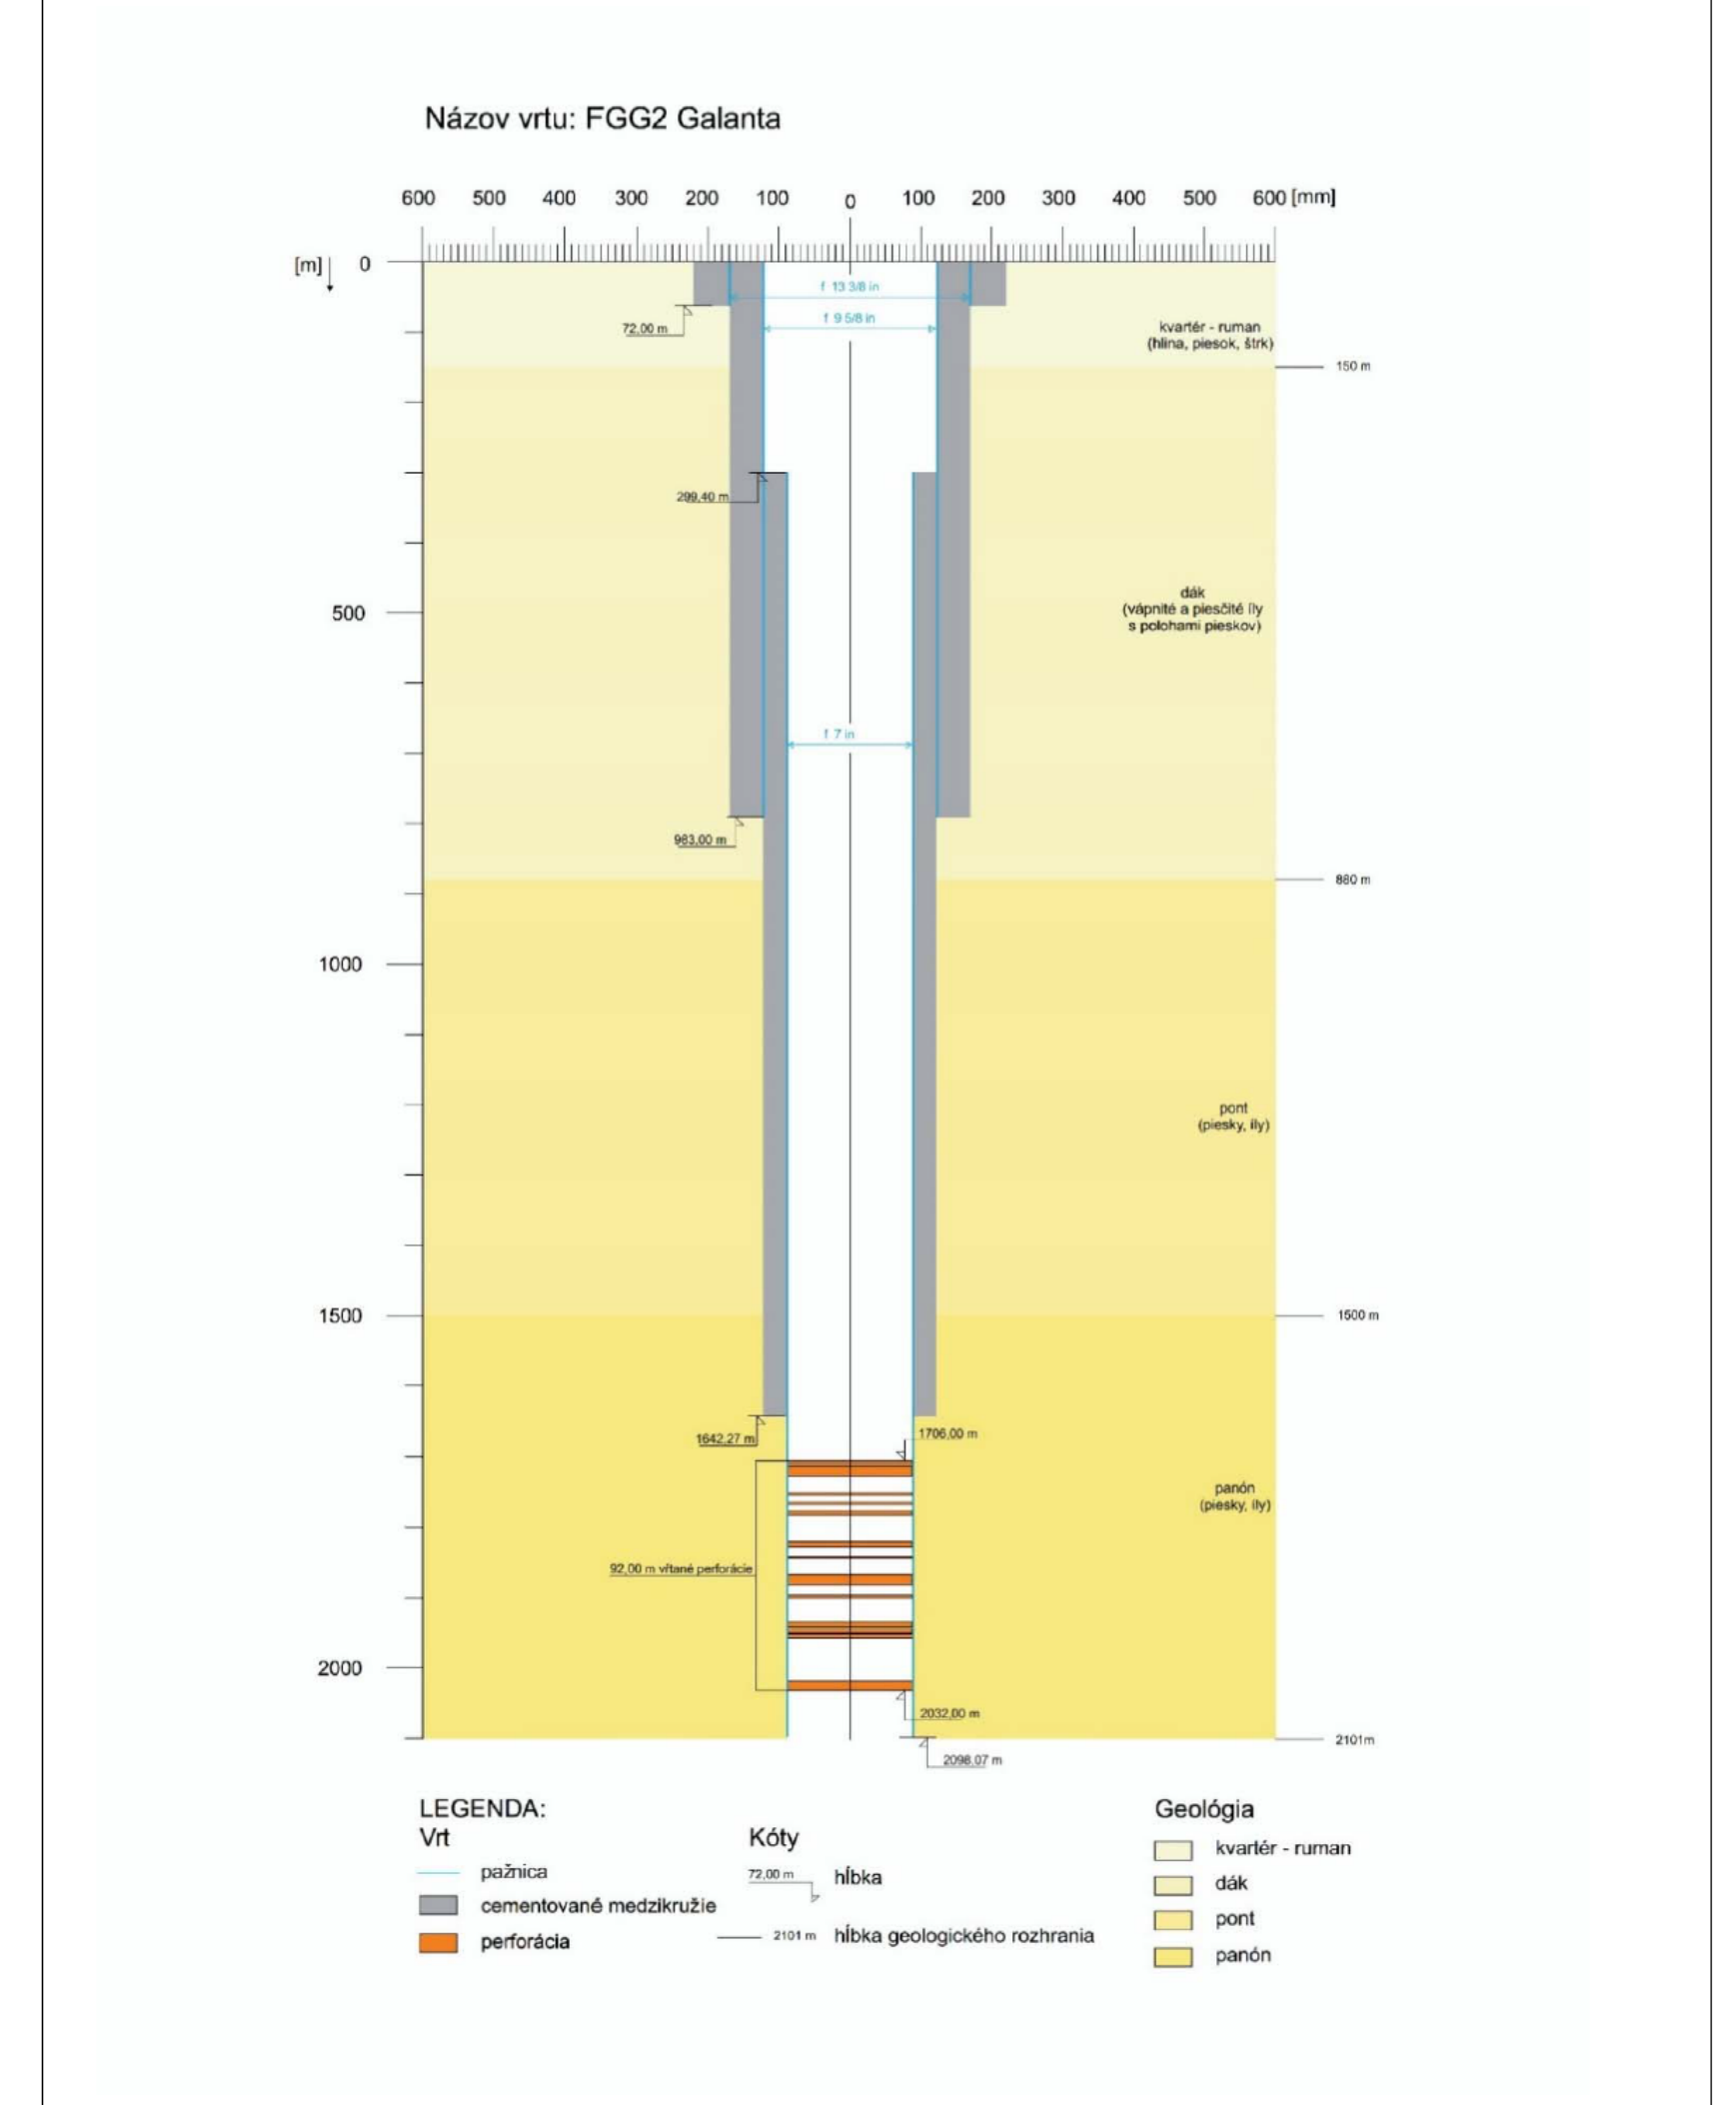 Názov vrtu: FGG2 Galanta
600 500 400 300 200 100 0 100 200 300 400 500 600 [mm]
[m] 0
f 13 3/8 in
f 9 5/8 in
72,00 m
kvartér - ruman
(hlina, piesok, štrk)
150 m
299,40 m
500
dák
(vápnité a piesčité íly
s polohami pieskov)
f 7 in
983,00 m
880 m
1000
pont
(piesky, íly)
1500
1500 m
1642,27 m
1706,00 m
panón
(piesky, íly)
92,00 m vŕtané perforácie
2000
2032,00 m
2101m
2098,07 m
LEGENDA:
Vrt
pažnica
cementované medzikružie
perforácia
Kóty
72,00 m hĺbka
2101 m hĺbka geologického rozhrania
Geológia
kvartér - ruman
dák
pont
panón